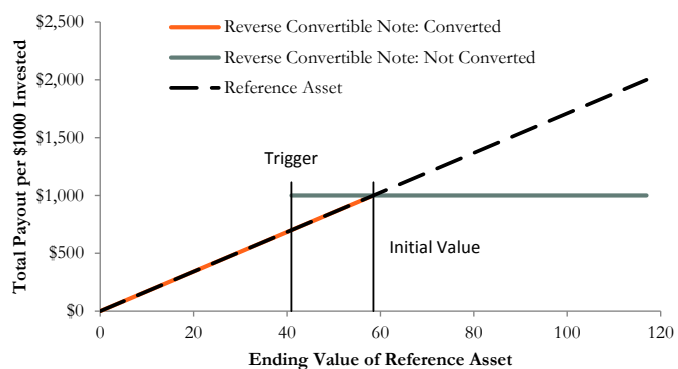 $2,500
$2,000
$1,500
$1,000
$500
$0
Total Payout per $1000 Invested
Reverse Convertible Note: Converted
Reverse Convertible Note: Not Converted
Reference Asset
Trigger
Initial Value
0 20 40 60 80 100 120
Ending Value of Reference Asset